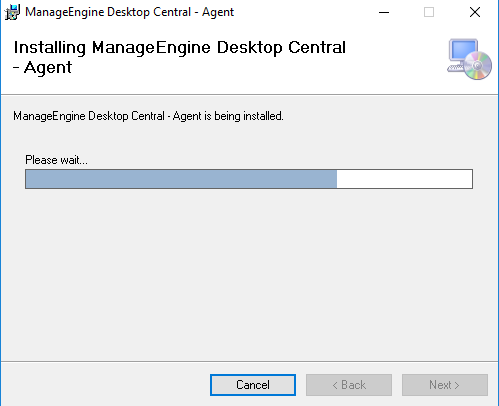 ManageEngine Desktop Central - Agent
Installing ManageEngine Desktop Central
- Agent
ManageEngine Desktop Central - Agent is being installed.
Please wait...
Cancel
< Back
Next >